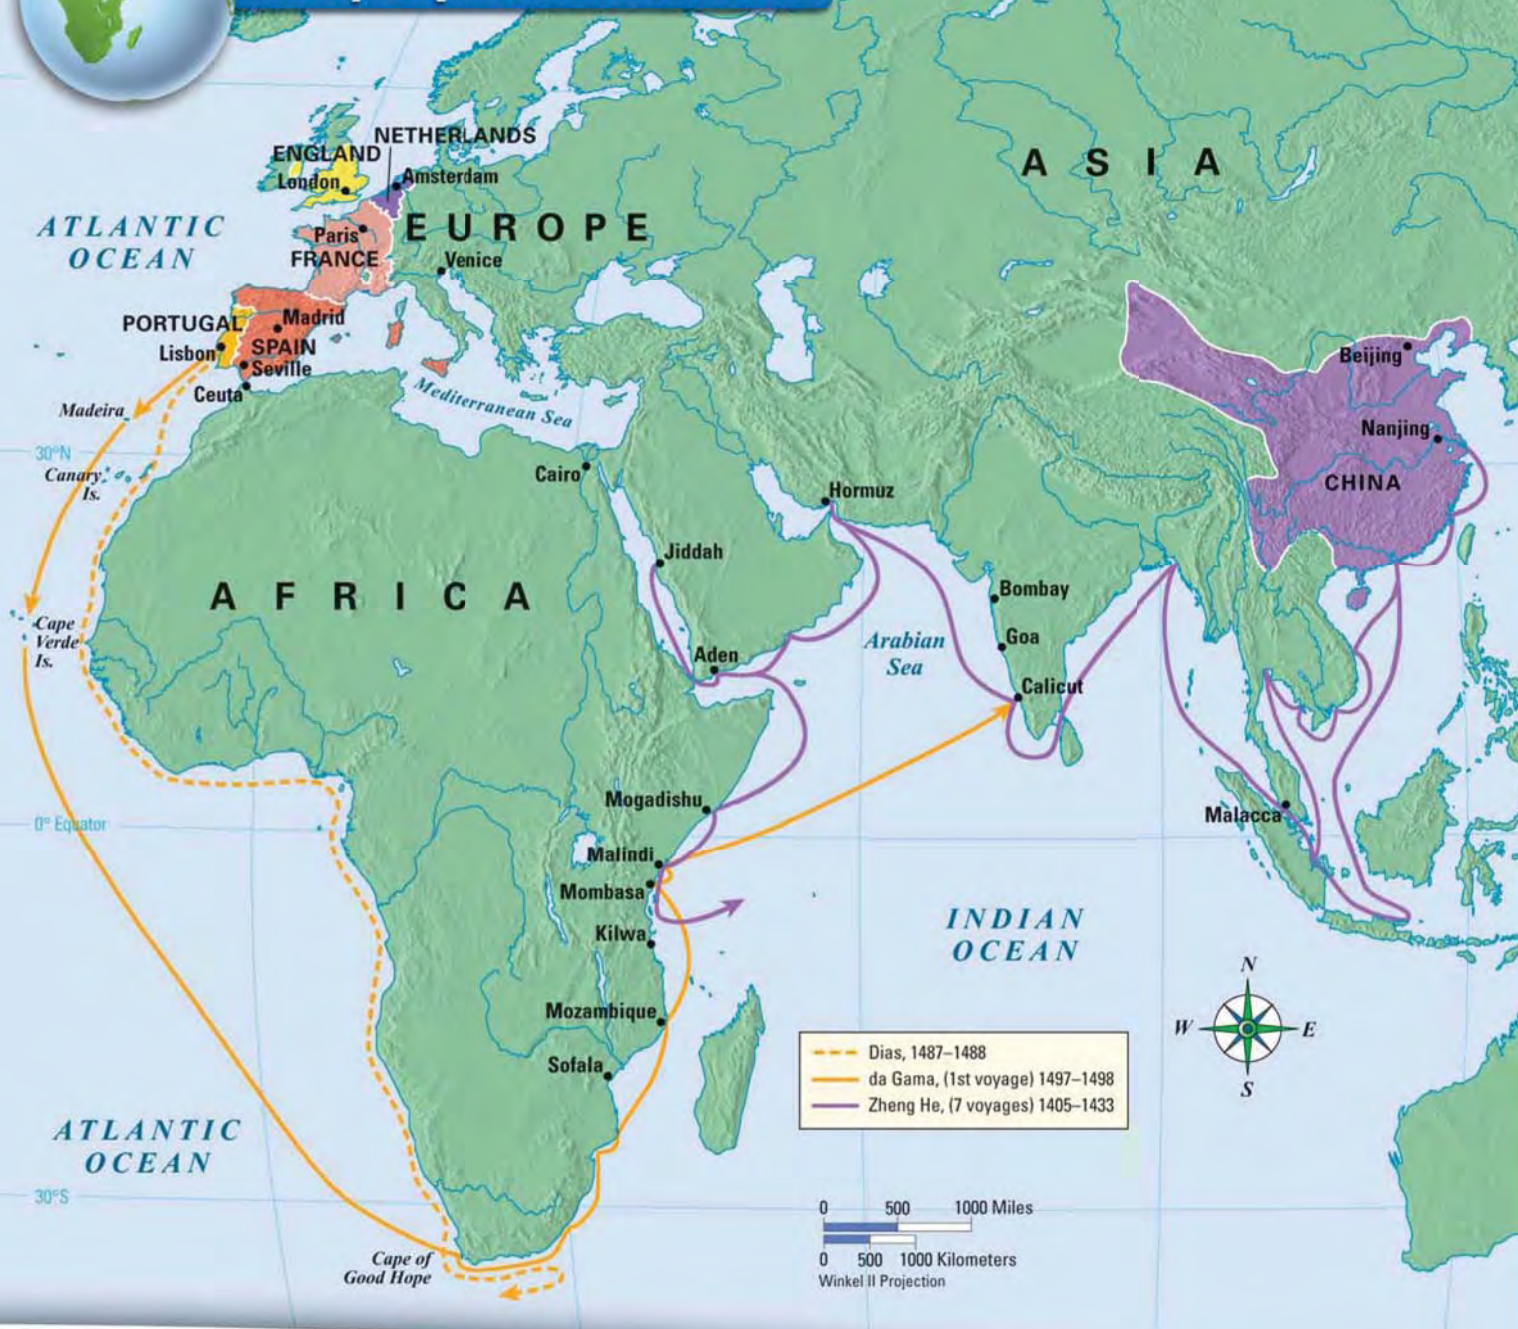 NETHERLANDS
ENGLAND
London
Amsterdam
ASIA
ATLANTIC
OCEAN
EUROPE
Paris
FRANCE
Venice
PORTUGAL
Madrid
Lisbon
SPAIN
Seville
Ceuta
Mediterranean Sea
Madeira
30°N
Canary
Is.
Cairo
Beijing
Nanjing
CHINA
Hormuz
Jiddah
AFRICA
Bombay
Cape
Verde
Is.
Arabian
Sea
Goa
Aden
Calicut
Mogadishu
Malacca
0° Equator
Malindi
Mombasa
Kilwa
INDIAN
OCEAN
Mozambique
Sofala
N
W
E
S
Dias, 1487–1488
da Gama, (1st voyage) 1497–1498
Zheng He, (7 voyages) 1405–1433
ATLANTIC
OCEAN
30°S
0 500 1000 Miles
0 500 1000 Kilometers
Winkel II Projection
Cape of
Good Hope